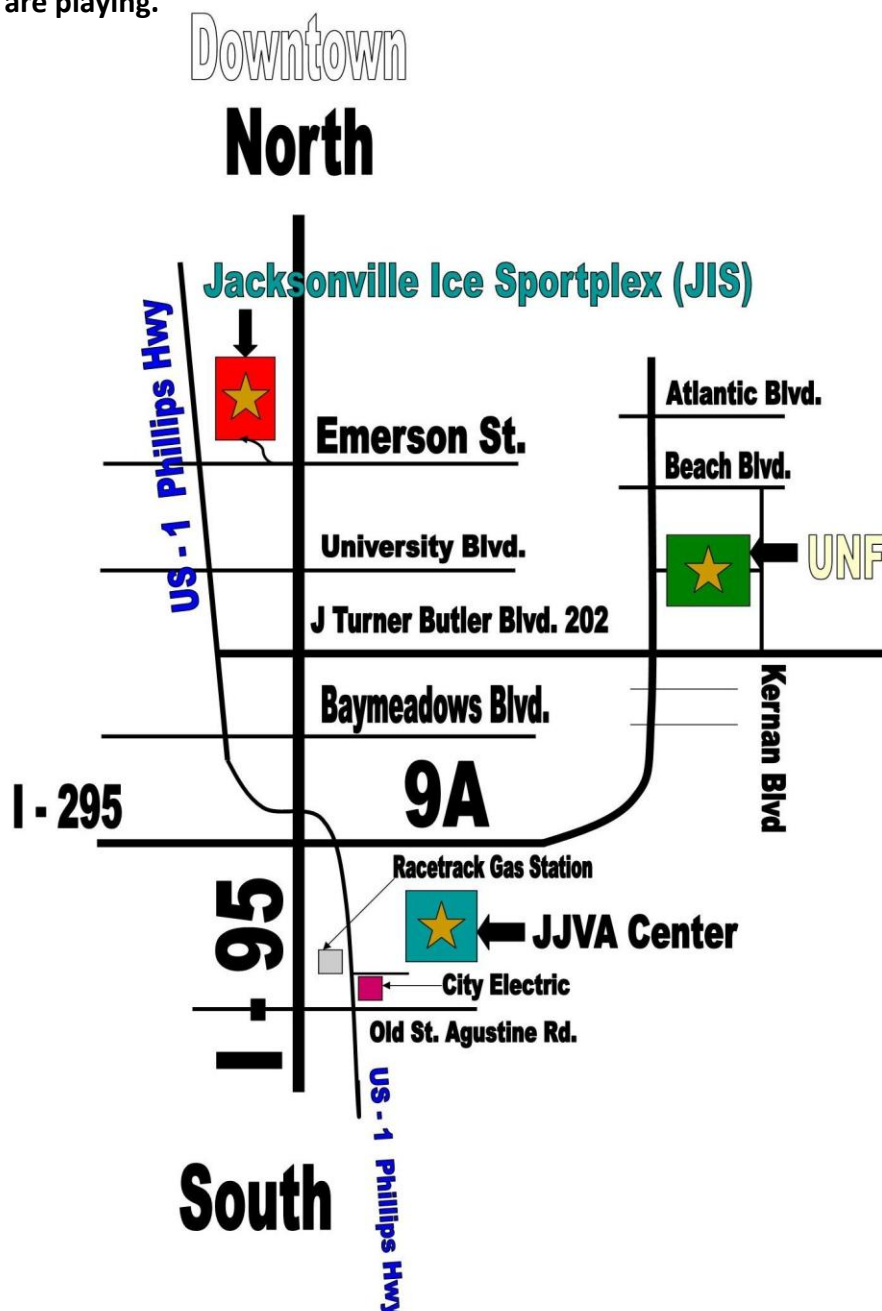 are playing.
Downtown
North
Jacksonville Ice Sportplex (JIS)
US - 1 Phillips Hwy
Atlantic Blvd.
Emerson St.
Beach Blvd.
University Blvd.
UNF
J Turner Butler Blvd. 202
Baymeadows Blvd.
Kernan Blvd
I - 295
9A
Racetrack Gas Station
I - 95
JJVA Center
City Electric
Old St. Agustine Rd.
US - 1 Phillips Hwy
South